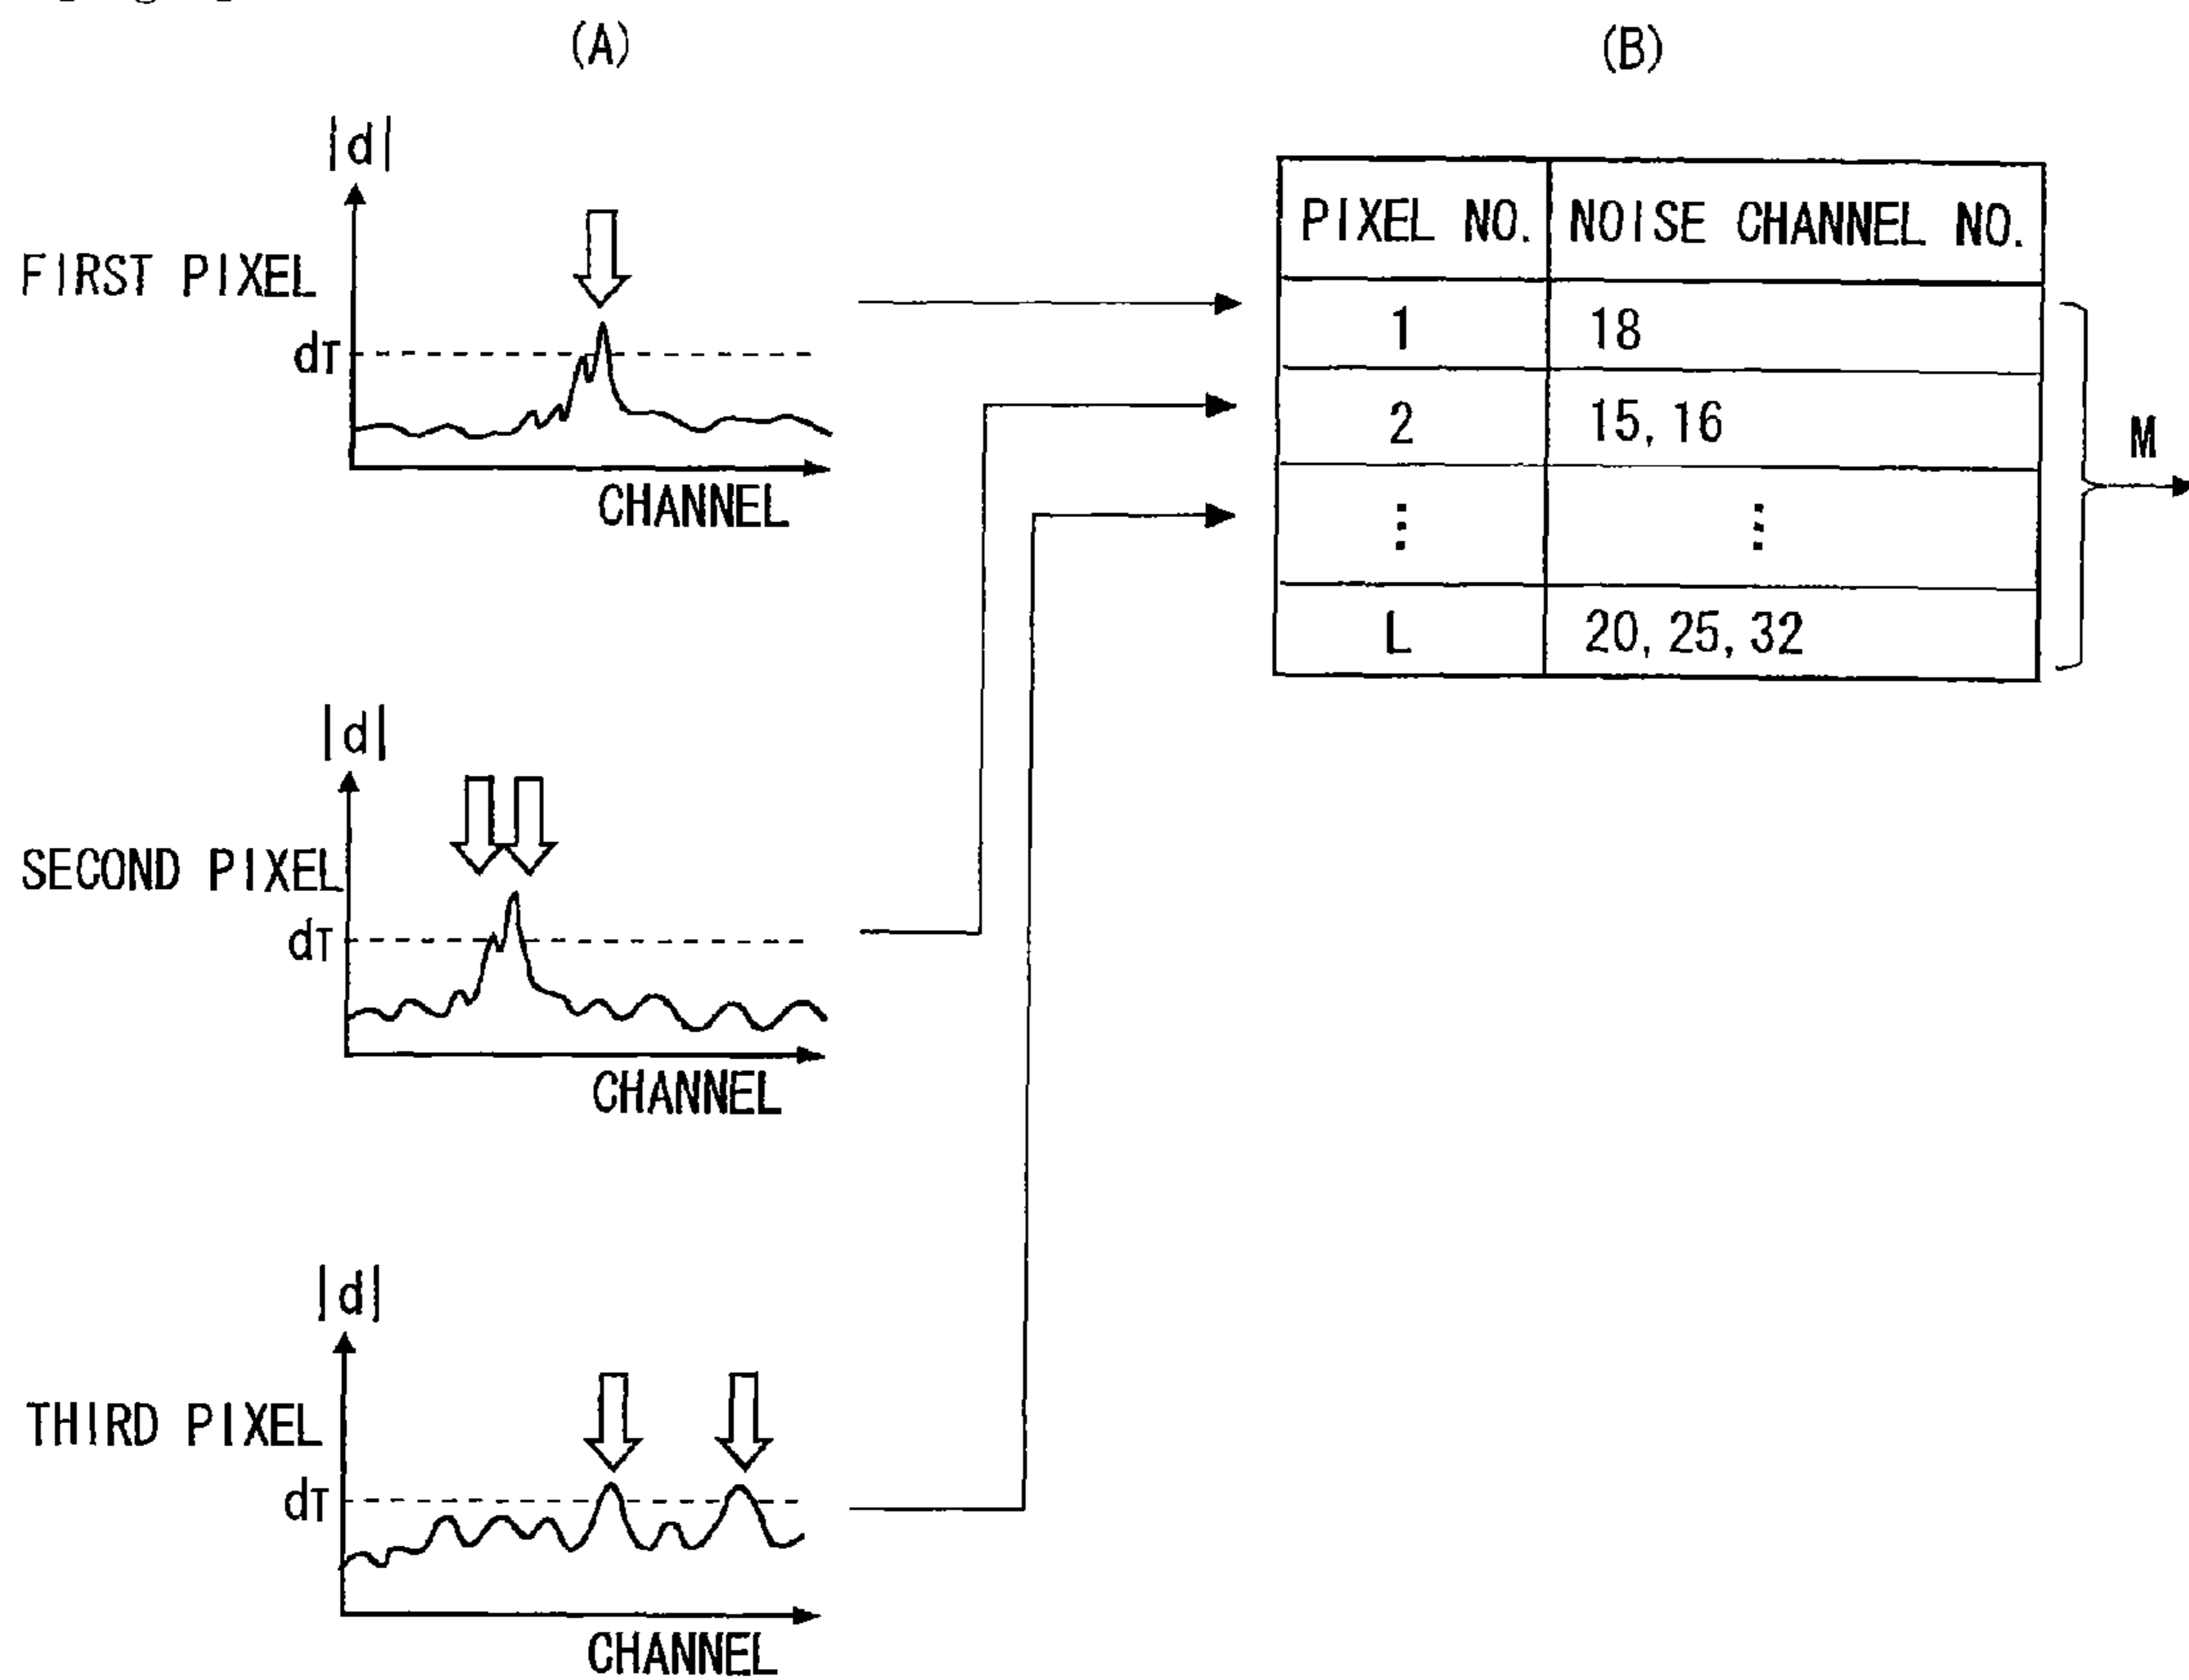 (A)
(B)
|d|
FIRST PIXEL
dT
CHANNEL
PIXEL NO. NOISE CHANNEL NO.
1 18
2 15, 16
⋮ ⋮
L 20, 25, 32
M
|d|
SECOND PIXEL
dT
CHANNEL
|d|
THIRD PIXEL
dT
CHANNEL